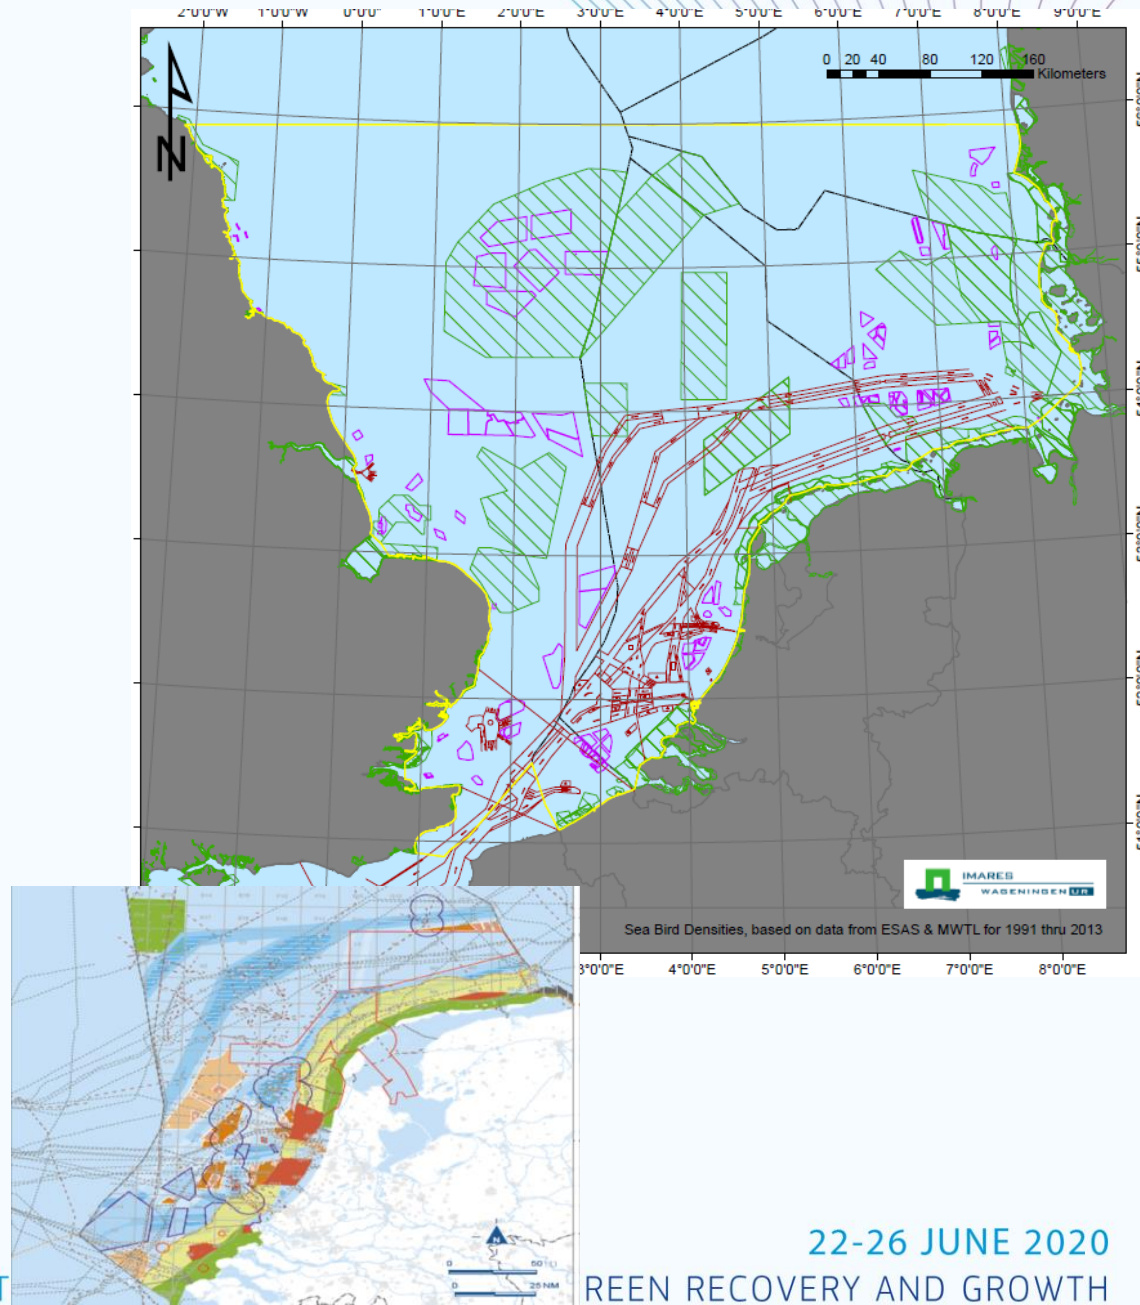 2°0'0"W 1°0'0"W 0°0'0" 1°0'0"E 2°0'0"E 3°0'0"E 4°0'0"E 5°0'0"E 6°0'0"E 7°0'0"E 8°0'0"E 9°0'0"E
0 20 40 80 120 160
Kilometers
N
IMARES
WAGENINGEN UR
Sea Bird Densities, based on data from ESAS & MWTL for 1991 thru 2013
3°0'0"E 4°0'0"E 5°0'0"E 6°0'0"E 7°0'0"E 8°0'0"E
N
0
0 25 NM
22-26 JUNE 2020
REEN RECOVERY AND GROWTH